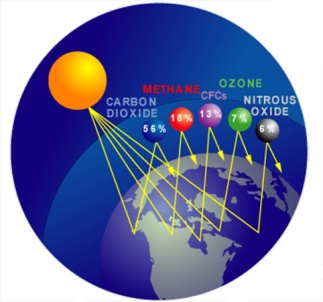 METHANE
OZONE
CARBON
DIOXIDE
CFCs
NITROUS
OXIDE
56%
18%
13%
7%
6%